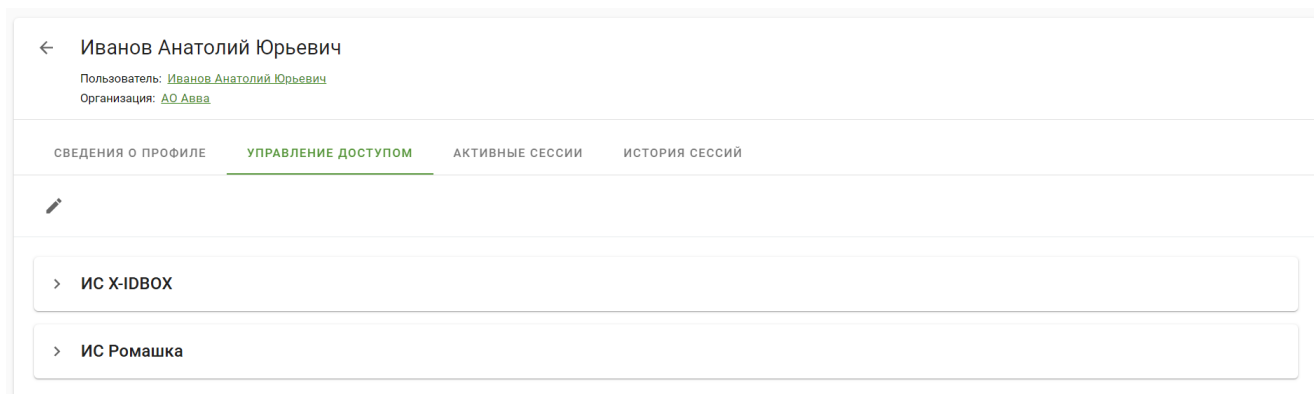 Иванов Анатолий Юрьевич
Пользователь: Иванов Анатолий Юрьевич
Организация: АО Авва
СВЕДЕНИЯ О ПРОФИЛЕ УПРАВЛЕНИЕ ДОСТУПОМ АКТИВНЫЕ СЕССИИ ИСТОРИЯ СЕССИЙ
ИС X-IDBOX
ИС Ромашка